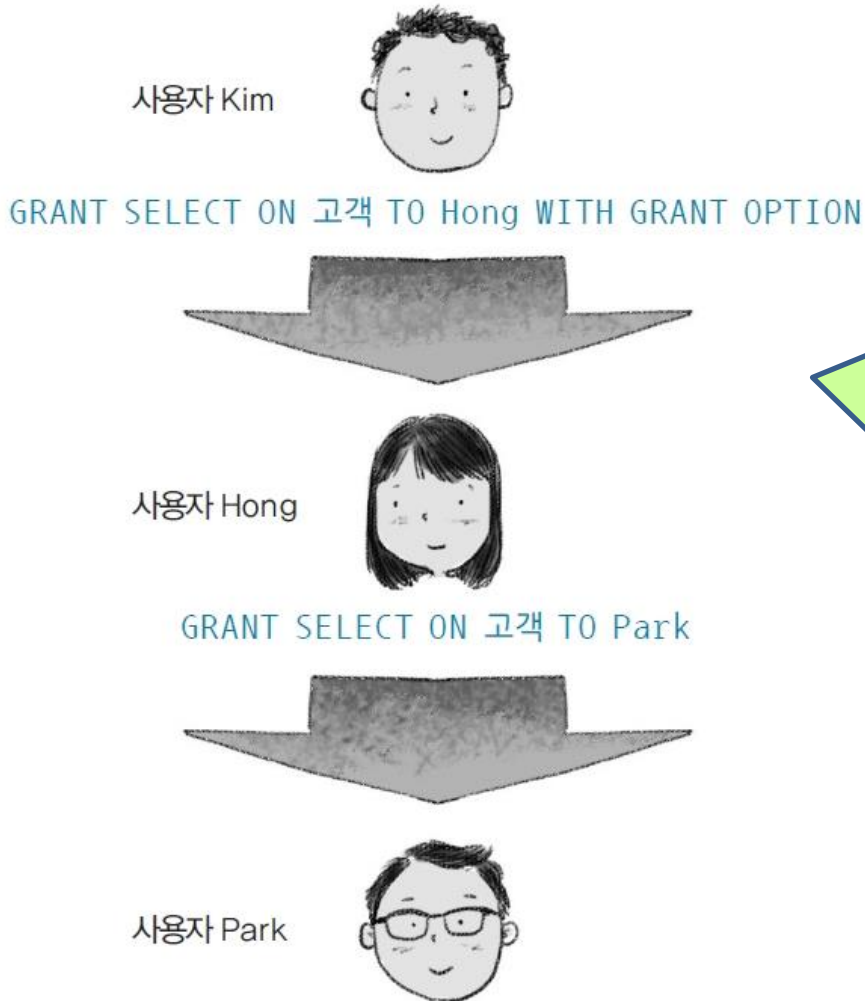 사용자 Kim
GRANT SELECT ON 고객 TO Hong WITH GRANT OPTION
사용자 Hong
GRANT SELECT ON 고객 TO Park
사용자 Park